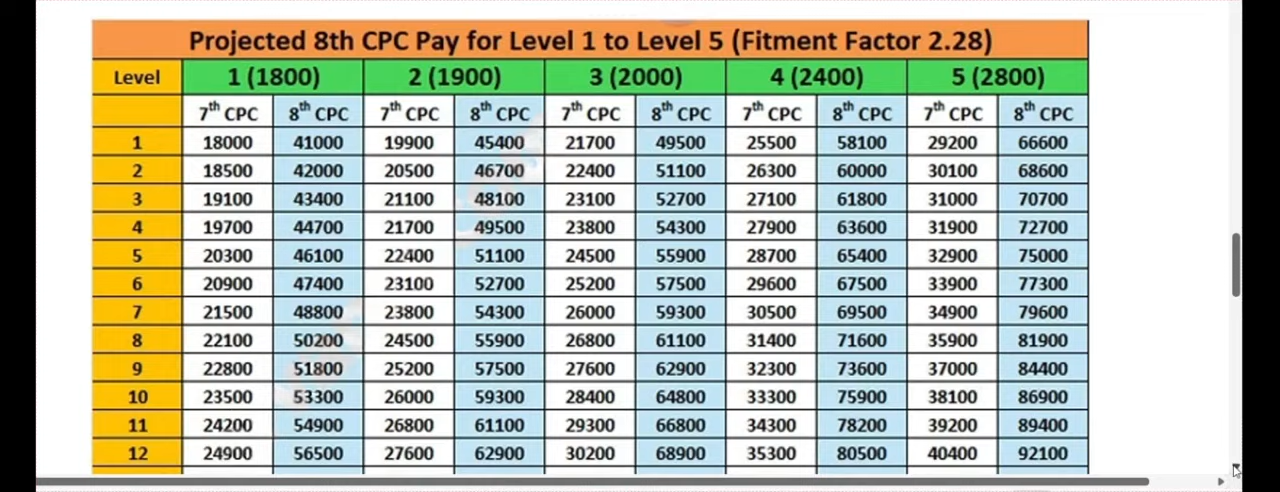 Projected 8th CPC Pay for Level 1 to Level 5 (Fitment Factor 2.28)
Level 1 (1800) 2 (1900) 3 (2000) 4 (2400) 5 (2800)
7th CPC 8th CPC 7th CPC 8th CPC 7th CPC 8th CPC 7th CPC 8th CPC 7th CPC 8th CPC
1 18000 41000 19900 45400 21700 49500 25500 58100 29200 66600
2 18500 42000 20500 46700 22400 51100 26300 60000 30100 68600
3 19100 43400 21100 48100 23100 52700 27100 61800 31000 70700
4 19700 44700 21700 49500 23800 54300 27900 63600 31900 72700
5 20300 46100 22400 51100 24500 55900 28700 65400 32900 75000
6 20900 47400 23100 52700 25200 57500 29600 67500 33900 77300
7 21500 48800 23800 54300 26000 59300 30500 69500 34900 79600
8 22100 50200 24500 55900 26800 61100 31400 71600 35900 81900
9 22800 51800 25200 57500 27600 62900 32300 73600 37000 84400
10 23500 53300 26000 59300 28400 64800 33300 75900 38100 86900
11 24200 54900 26800 61100 29300 66800 34300 78200 39200 89400
12 24900 56500 27600 62900 30200 68900 35300 80500 40400 92100